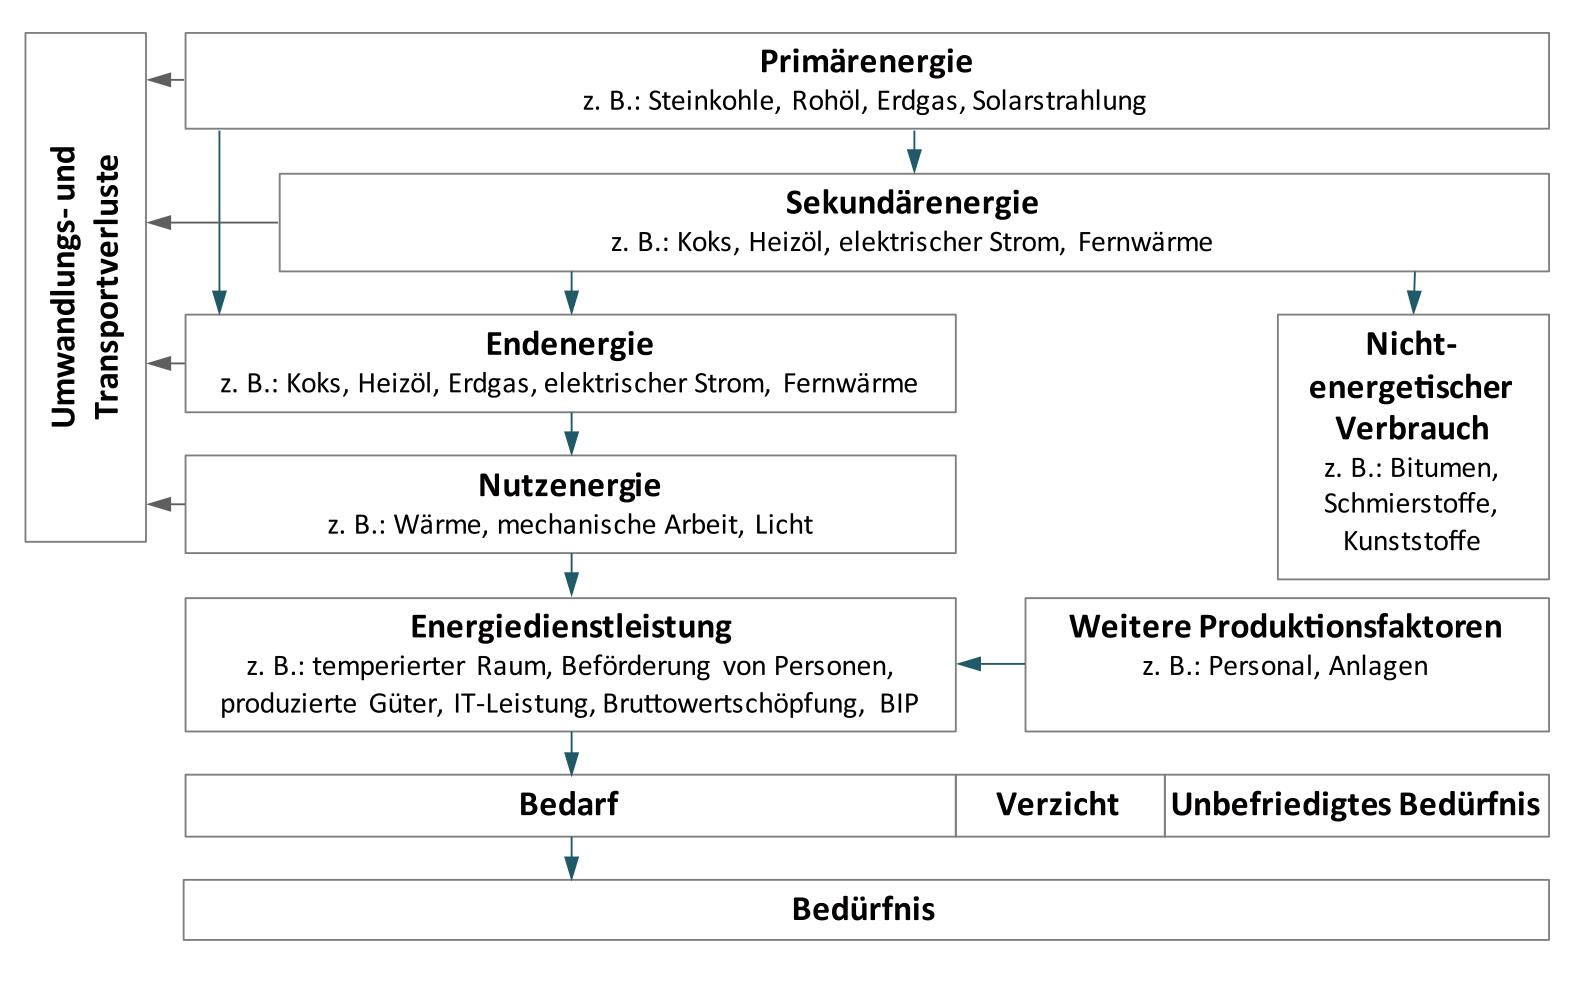 Umwandlungs- und
Transportverluste
Primärenergie
z. B.: Steinkohle, Rohöl, Erdgas, Solarstrahlung
Sekundärenergie
z. B.: Koks, Heizöl, elektrischer Strom, Fernwärme
Endenergie
z. B.: Koks, Heizöl, Erdgas, elektrischer Strom, Fernwärme
Nicht-
energetischer
Verbrauch
z. B.: Bitumen,
Schmierstoffe,
Kunststoffe
Nutzenergie
z. B.: Wärme, mechanische Arbeit, Licht
Energiedienstleistung
z. B.: temperierter Raum, Beförderung von Personen,
produzierte Güter, IT-Leistung, Bruttowertschöpfung, BIP
Weitere Produktionsfaktoren
z. B.: Personal, Anlagen
Bedarf
Verzicht
Unbefriedigtes Bedürfnis
Bedürfnis